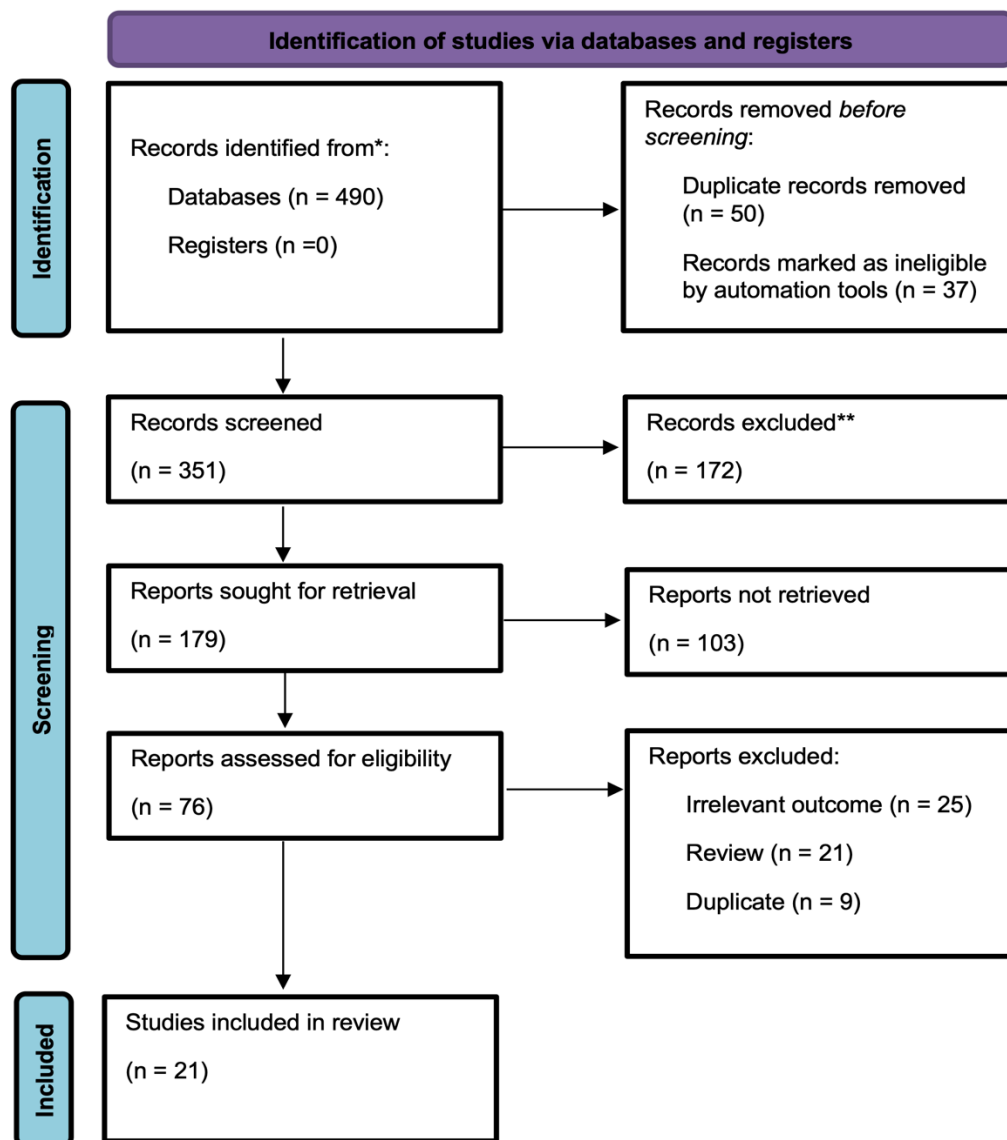 Identification of studies via databases and registers
Identification
Records identified from*:
Databases (n = 490)
Registers (n =0)
Records removed before
screening:
Duplicate records removed
(n = 50)
Records marked as ineligible
by automation tools (n = 37)
Screening
Records screened
(n = 351)
Records excluded**
(n = 172)
Reports sought for retrieval
(n = 179)
Reports not retrieved
(n = 103)
Reports assessed for eligibility
(n = 76)
Reports excluded:
Irrelevant outcome (n = 25)
Review (n = 21)
Duplicate (n = 9)
Included
Studies included in review
(n = 21)